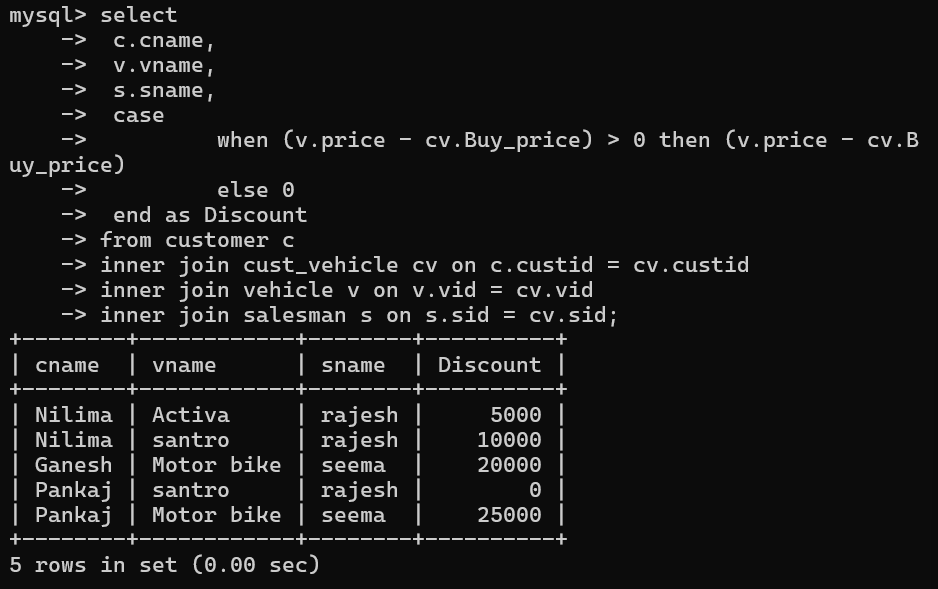 mysql> select
    ->  c.cname,
    ->  v.vname,
    ->  s.sname,
    ->  case
    ->          when (v.price - cv.Buy_price) > 0 then (v.price - cv.B
uy_price)
    ->          else 0
    ->  end as Discount
    -> from customer c
    -> inner join cust_vehicle cv on c.custid = cv.custid
    -> inner join vehicle v on v.vid = cv.vid
    -> inner join salesman s on s.sid = cv.sid;
+--------+------------+--------+----------+
| cname  | vname      | sname  | Discount |
+--------+------------+--------+----------+
| Nilima | Activa     | rajesh |     5000 |
| Nilima | santro     | rajesh |    10000 |
| Ganesh | Motor bike | seema  |    20000 |
| Pankaj | santro     | rajesh |        0 |
| Pankaj | Motor bike | seema  |    25000 |
+--------+------------+--------+----------+
5 rows in set (0.00 sec)